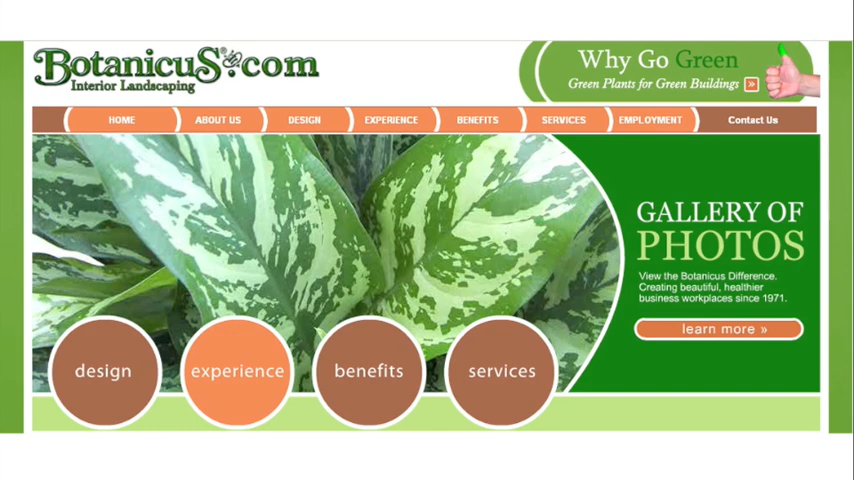 BotanicuS.com
Interior Landscaping
Why Go Green
Green Plants for Green Buildings »
HOME
ABOUT US
DESIGN
EXPERIENCE
BENEFITS
SERVICES
EMPLOYMENT
Contact Us
GALLERY OF
PHOTOS
View the Botanicus Difference.
Creating beautiful, healthier
business workplaces since 1971.
learn more »
design
experience
benefits
services